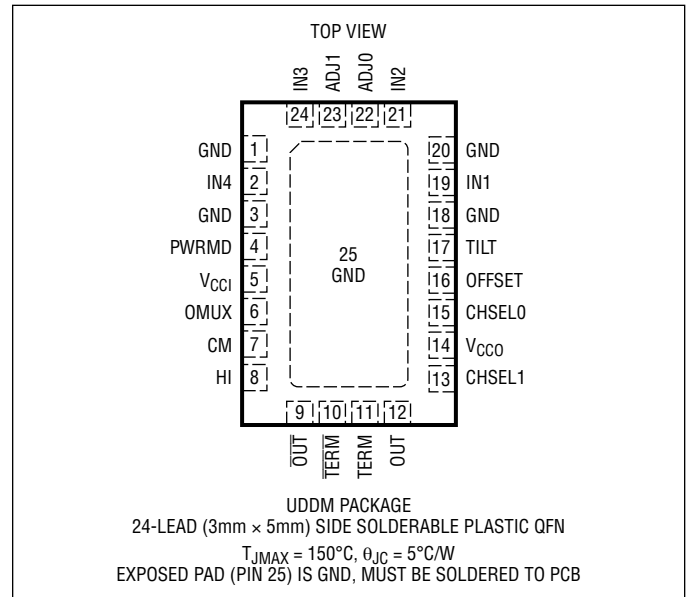 TOP VIEW
IN3 ADJ1 ADJ0 IN2
24 23 22 21
GND 1 20 GND
IN4 2 19 IN1
GND 3 18 GND
PWRMD 4 17 TILT
VCCI 5 25 GND 16 OFFSET
OMUX 6 15 CHSEL0
CM 7 14 VCCO
HI 8 13 CHSEL1
9 10 11 12
O̅U̅T̅ T̅E̅R̅M̅ TERM OUT
UDDM PACKAGE
24-LEAD (3mm × 5mm) SIDE SOLDERABLE PLASTIC QFN
TJMAX = 150°C, θJC = 5°C/W
EXPOSED PAD (PIN 25) IS GND, MUST BE SOLDERED TO PCB